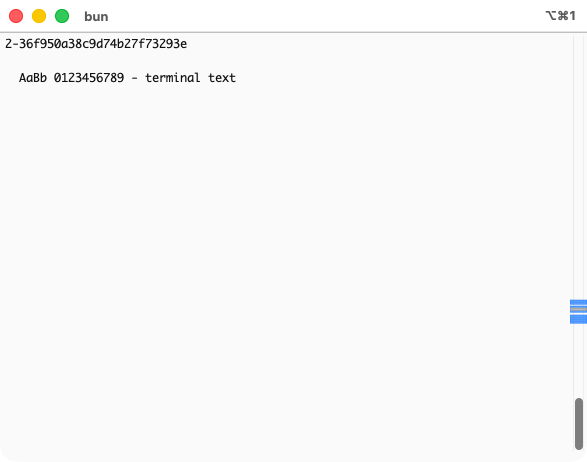 bun ⌥⌘1
2-36f950a38c9d74b27f73293e
AaBb 0123456789 - terminal text